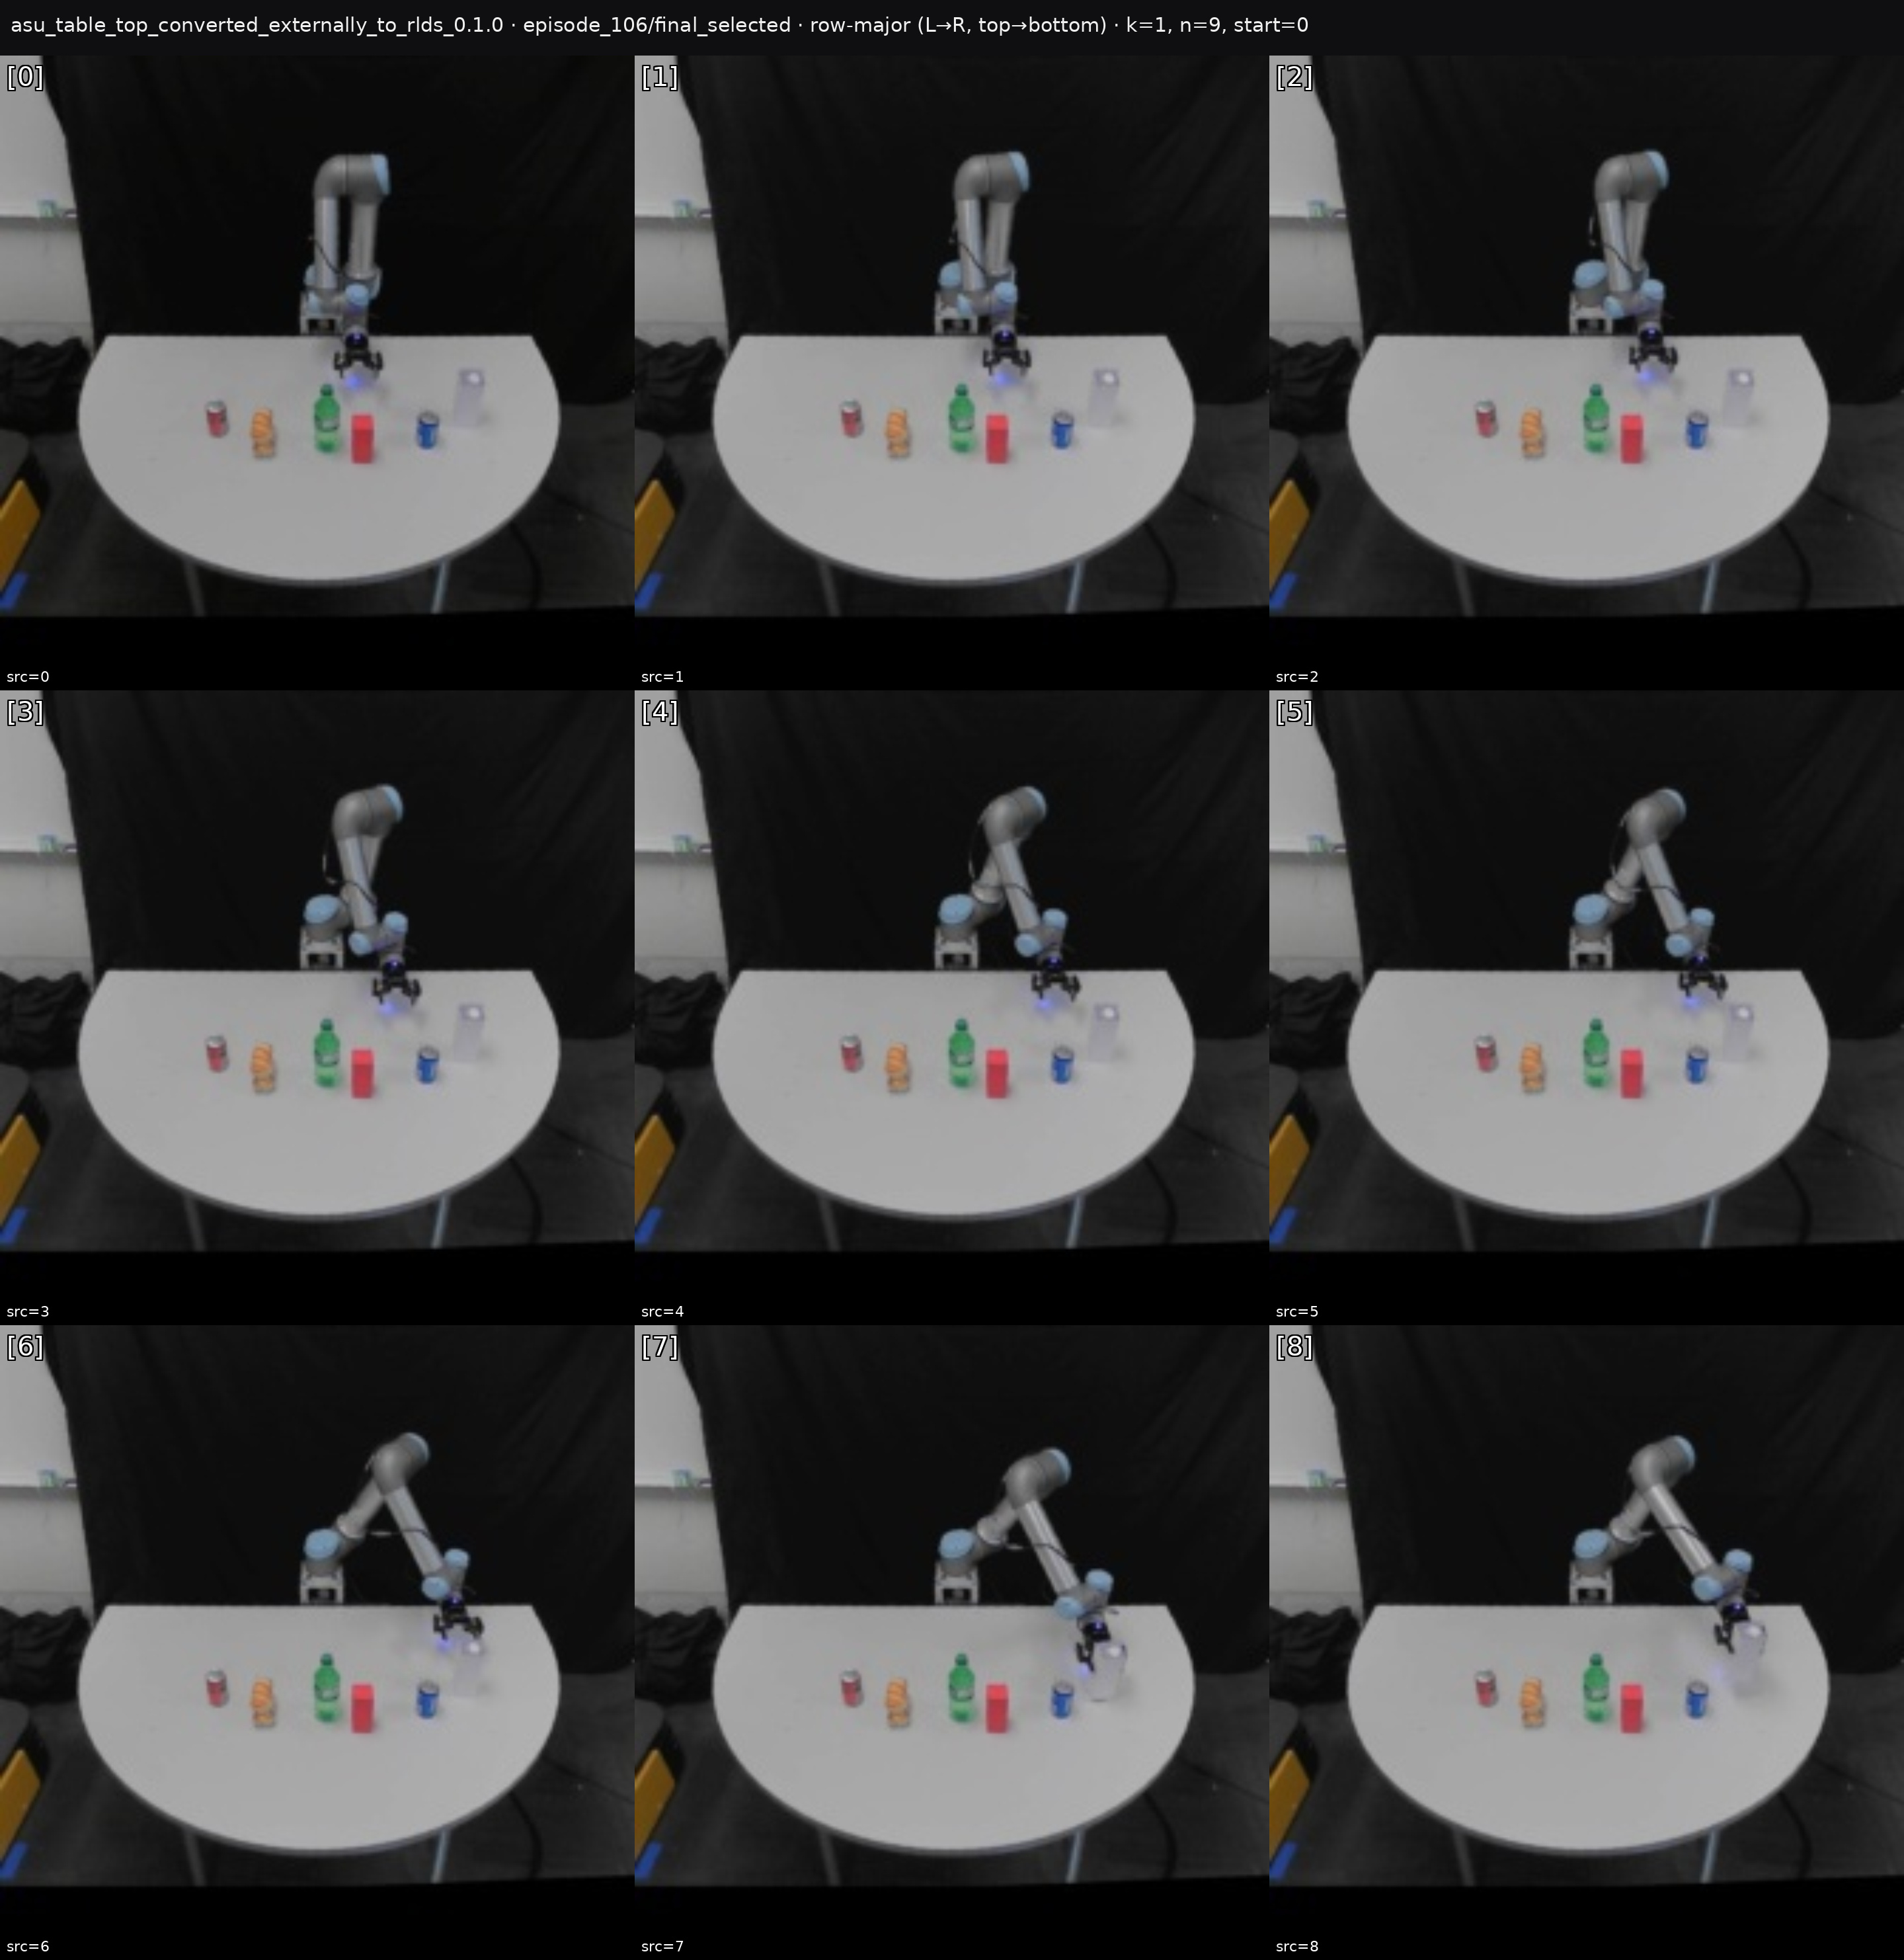 asu_table_top_converted_externally_to_rlds_0.1.0 · episode_106/final_selected · row-major (L→R, top→bottom) · k=1, n=9, start=0
[0] [1] [2]
src=0 src=1 src=2
[3] [4] [5]
src=3 src=4 src=5
[6] [7] [8]
src=6 src=7 src=8